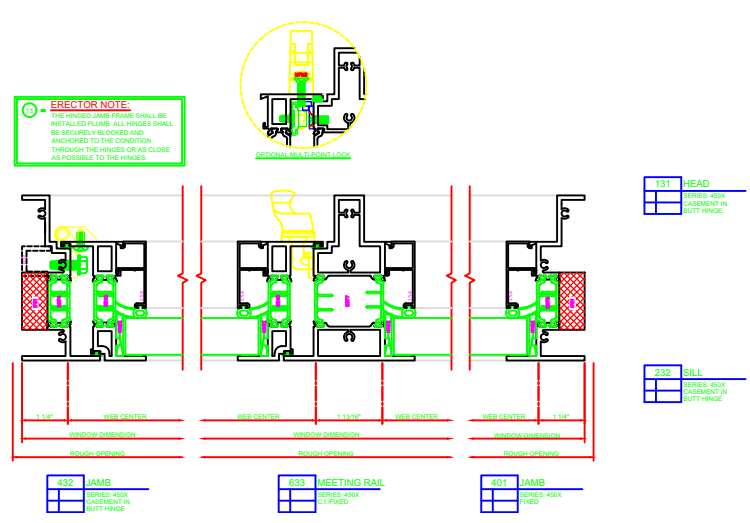 13
ERECTOR NOTE:
THE HINGED JAMB FRAME SHALL BE
INSTALLED PLUMB. ALL HINGES SHALL
BE SECURELY BLOCKED AND
ANCHORED TO THE CONDITION
THROUGH THE HINGES OR AS CLOSE
AS POSSIBLE TO THE HINGES.
OPTIONAL MULTI-POINT LOCK
131 HEAD
SERIES: 450X
CASEMENT IN
BUTT HINGE
232 SILL
SERIES: 450X
CASEMENT IN
BUTT HINGE
1 1/4" WEB CENTER WEB CENTER 1 13/16" WEB CENTER WEB CENTER 1 1/4"
WINDOW DIMENSION WINDOW DIMENSION WINDOW DIMENSION
ROUGH OPENING ROUGH OPENING ROUGH OPENING
432 JAMB
SERIES: 450X
CASEMENT IN
BUTT HINGE
633 MEETING RAIL
SERIES: 450X
C.I./FIXED
401 JAMB
SERIES: 450X
FIXED